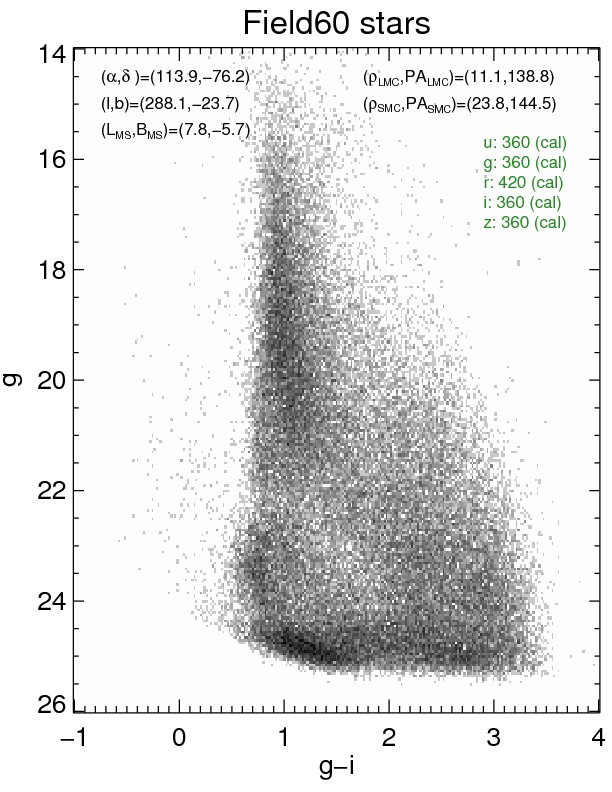 Field60 stars
(α,δ )=(113.9,−76.2)
(l,b)=(288.1,−23.7)
(LMS,BMS)=(7.8,−5.7)
(ρLMC,PALMC)=(11.1,138.8)
(ρSMC,PASMC)=(23.8,144.5)
u: 360 (cal)
g: 360 (cal)
r: 420 (cal)
i: 360 (cal)
z: 360 (cal)
14
16
18
20
22
24
26
g
−1 0 1 2 3 4
g−i